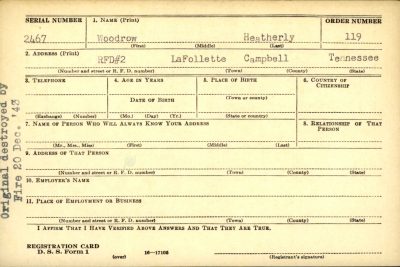 SERIAL NUMBER 1. NAME (Print) ORDER NUMBER
2467 Woodrow Heatherly 119
(First) (Middle) (Last)
2. ADDRESS (Print)
RFD#2 LaFollette Campbell Tennessee
(Number and street or R. F. D. number) (Town) (County) (State)
3. TELEPHONE 4. AGE IN YEARS 5. PLACE OF BIRTH 6. COUNTRY OF CITIZENSHIP
DATE OF BIRTH (Town or county)
(Exchange) (Number) (Mo.) (Day) (Yr.) (State or country)
7. NAME OF PERSON WHO WILL ALWAYS KNOW YOUR ADDRESS 8. RELATIONSHIP OF THAT PERSON
(Mr., Mrs., Miss) (First) (Middle) (Last)
9. ADDRESS OF THAT PERSON
(Number and street or R. F. D. number) (Town) (County) (State)
10. EMPLOYER'S NAME
11. PLACE OF EMPLOYMENT OR BUSINESS
(Number and street or R. F. D. number) (Town) (County) (State)
I AFFIRM THAT I HAVE VERIFIED ABOVE ANSWERS AND THAT THEY ARE TRUE.
REGISTRATION CARD
D. S. S. Form 1 (over) 16—17105 (Registrant's signature)
Original destroyed by
Fire 20 Dec. '43